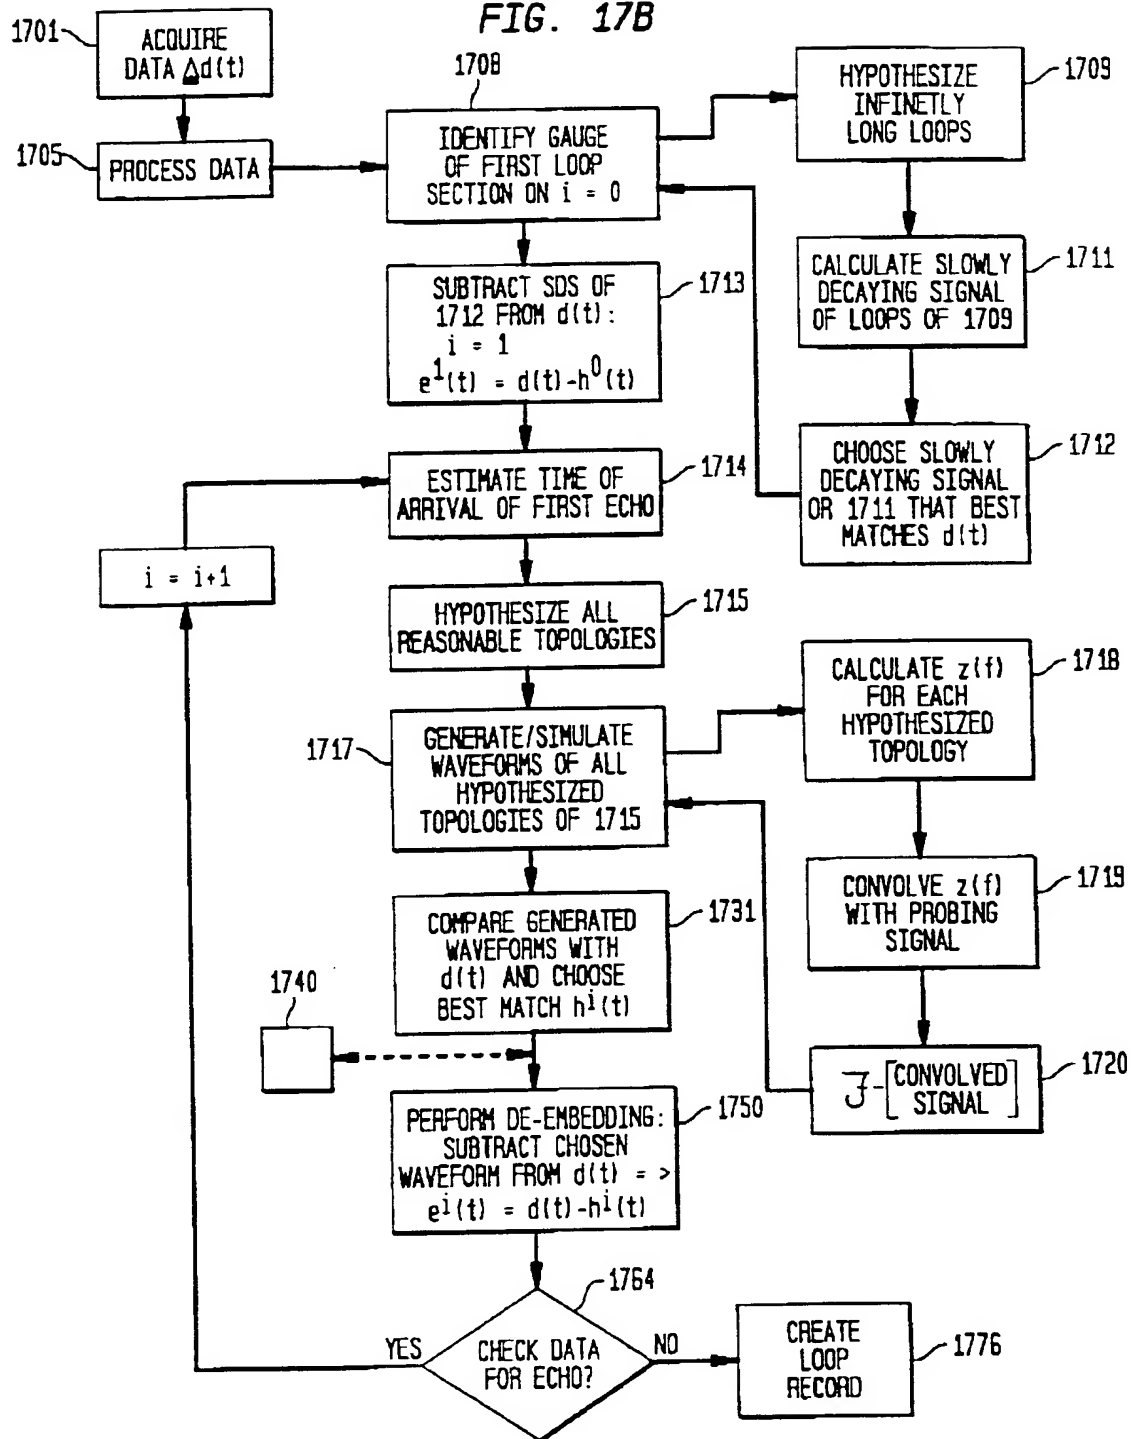 FIG. 17B
1701
ACQUIRE
DATA Δd(t)
1705
PROCESS DATA
1708
IDENTIFY GAUGE
OF FIRST LOOP
SECTION ON i = 0
1709
HYPOTHESIZE
INFINETLY
LONG LOOPS
1711
CALCULATE SLOWLY
DECAYING SIGNAL
OF LOOPS OF 1709
1712
CHOOSE SLOWLY
DECAYING SIGNAL
OR 1711 THAT BEST
MATCHES d(t)
1713
SUBTRACT SDS OF
1712 FROM d(t):
i = 1
e¹(t) = d(t)-h⁰(t)
1714
ESTIMATE TIME OF
ARRIVAL OF FIRST ECHO
i = i+1
1715
HYPOTHESIZE ALL
REASONABLE TOPOLOGIES
1717
GENERATE/SIMULATE
WAVEFORMS OF ALL
HYPOTHESIZED
TOPOLOGIES OF 1715
1718
CALCULATE z(f)
FOR EACH
HYPOTHESIZED
TOPOLOGY
1719
CONVOLVE z(f)
WITH PROBING
SIGNAL
1720
ℱ-[CONVOLVED
SIGNAL]
1731
COMPARE GENERATED
WAVEFORMS WITH
d(t) AND CHOOSE
BEST MATCH hⁱ(t)
1740
1750
PERFORM DE-EMBEDDING:
SUBTRACT CHOSEN
WAVEFORM FROM d(t) = >
eⁱ(t) = d(t)-hⁱ(t)
1764
CHECK DATA
FOR ECHO?
YES
NO
1776
CREATE
LOOP
RECORD